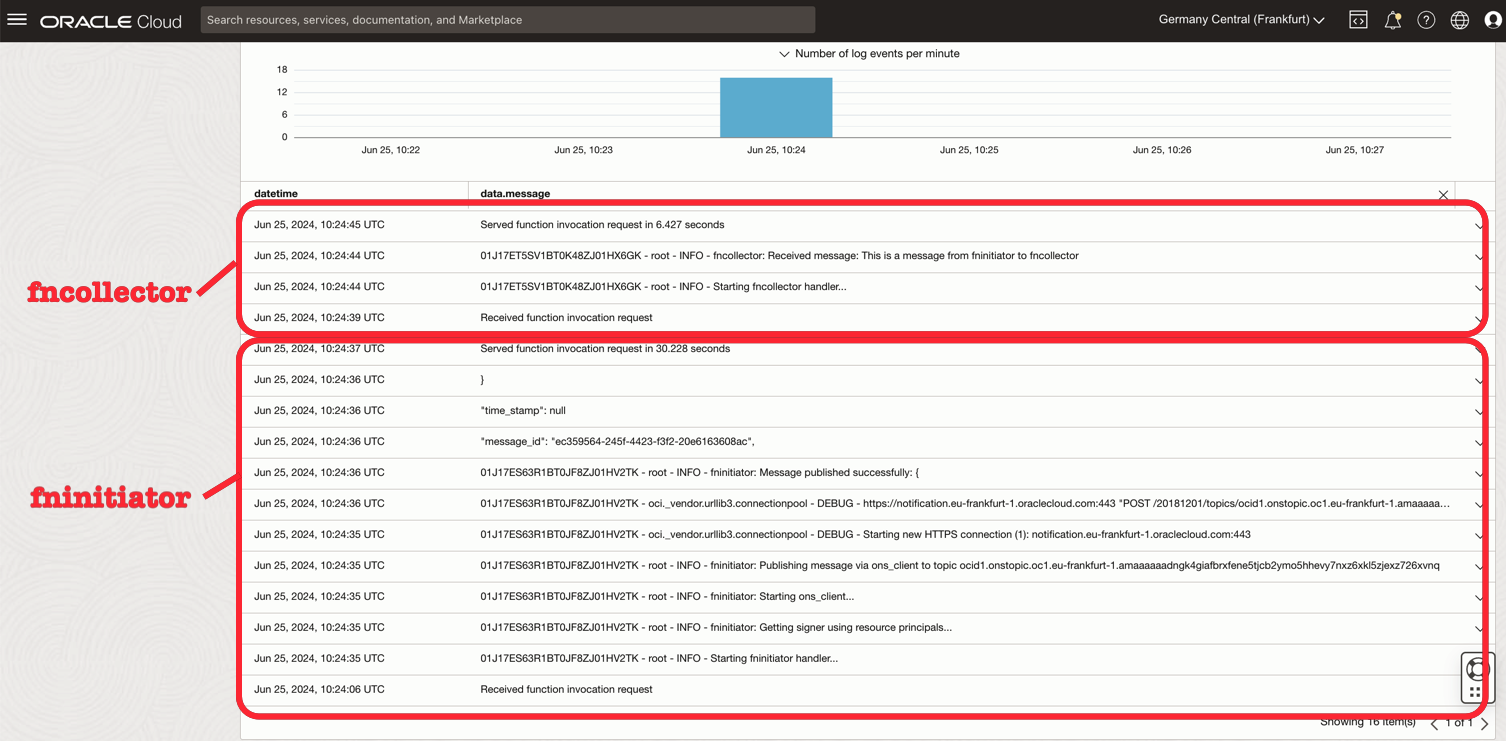 ORACLE Cloud
Search resources, services, documentation, and Marketplace
Germany Central (Frankfurt)
Number of log events per minute
18
12
6
0
Jun 25, 10:22 Jun 25, 10:23 Jun 25, 10:24 Jun 25, 10:25 Jun 25, 10:26 Jun 25, 10:27
datetime data.message
Jun 25, 2024, 10:24:45 UTC Served function invocation request in 6.427 seconds
Jun 25, 2024, 10:24:44 UTC 01J17ET5SV1BT0K48ZJ01HX6GK - root - INFO - fncollector: Received message: This is a message from fninitiator to fncollector
Jun 25, 2024, 10:24:44 UTC 01J17ET5SV1BT0K48ZJ01HX6GK - root - INFO - Starting fncollector handler...
fncollector
Jun 25, 2024, 10:24:39 UTC Received function invocation request
Jun 25, 2024, 10:24:37 UTC Served function invocation request in 30.228 seconds
Jun 25, 2024, 10:24:36 UTC }
Jun 25, 2024, 10:24:36 UTC "time_stamp": null
Jun 25, 2024, 10:24:36 UTC "message_id": "ec359564-245f-4423-f3f2-20e6163608ac",
Jun 25, 2024, 10:24:36 UTC 01J17ES63R1BT0JF8ZJ01HV2TK - root - INFO - fninitiator: Message published successfully: {
fninitiator
Jun 25, 2024, 10:24:36 UTC 01J17ES63R1BT0JF8ZJ01HV2TK - oci._vendor.urllib3.connectionpool - DEBUG - https://notification.eu-frankfurt-1.oraclecloud.com:443 "POST /20181201/topics/ocid1.onstopic.oc1.eu-frankfurt-1.amaaaaa...
Jun 25, 2024, 10:24:35 UTC 01J17ES63R1BT0JF8ZJ01HV2TK - oci._vendor.urllib3.connectionpool - DEBUG - Starting new HTTPS connection (1): notification.eu-frankfurt-1.oraclecloud.com:443
Jun 25, 2024, 10:24:35 UTC 01J17ES63R1BT0JF8ZJ01HV2TK - root - INFO - fninitiator: Publishing message via ons_client to topic ocid1.onstopic.oc1.eu-frankfurt-1.amaaaaaadngk4giafbrxfene5tjcb2ymo5hhevy7nxz6xkl5zjexz726xvnq
Jun 25, 2024, 10:24:35 UTC 01J17ES63R1BT0JF8ZJ01HV2TK - root - INFO - fninitiator: Starting ons_client...
Jun 25, 2024, 10:24:35 UTC 01J17ES63R1BT0JF8ZJ01HV2TK - root - INFO - fninitiator: Getting signer using resource principals...
Jun 25, 2024, 10:24:35 UTC 01J17ES63R1BT0JF8ZJ01HV2TK - root - INFO - Starting fninitiator handler...
Jun 25, 2024, 10:24:06 UTC Received function invocation request
Showing 16 item(s) 1 of 1